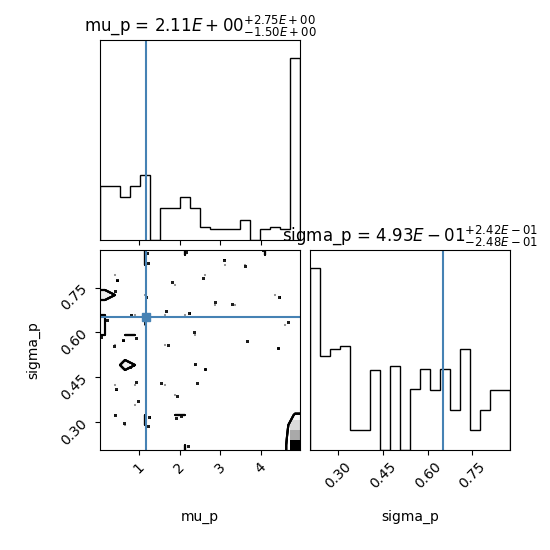 mu_p = 2.11E + 00^{+2.75E+00}_{-1.50E+00}
sigma_p = 4.93E − 01^{+2.42E−01}_{−2.48E−01}
sigma_p
0.75
0.60
0.45
0.30
1
2
3
4
mu_p
0.30
0.45
0.60
0.75
sigma_p